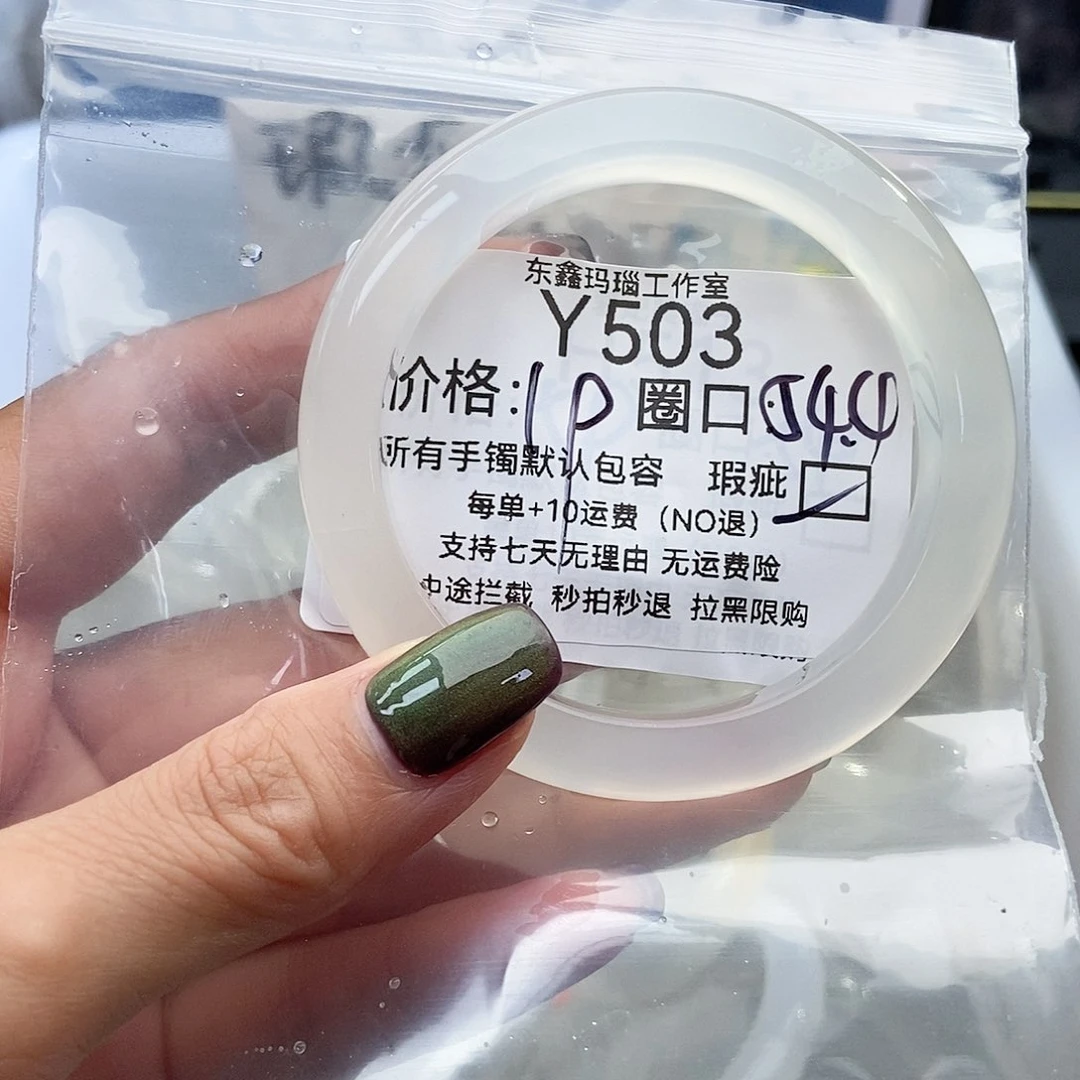 东鑫玛瑙工作室
Y503
价格:1P 圈口54.4
所有手镯默认包容 瑕疵
每单+10运费（NO退）
支持七天无理由 无运费险
中途拦截 秒拍秒退 拉黑限购